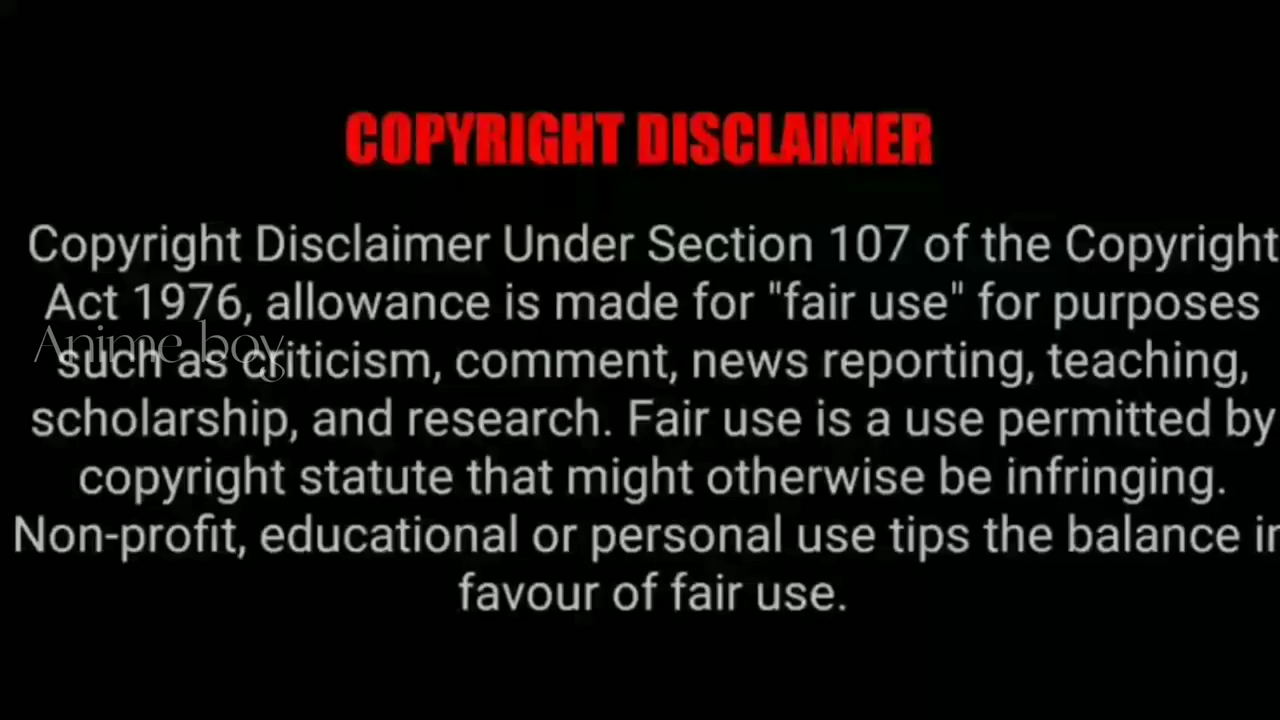 COPYRIGHT DISCLAIMER
Copyright Disclaimer Under Section 107 of the Copyright
Act 1976, allowance is made for "fair use" for purposes
Anime boy
such as criticism, comment, news reporting, teaching,
scholarship, and research. Fair use is a use permitted by
copyright statute that might otherwise be infringing.
Non-profit, educational or personal use tips the balance in
favour of fair use.